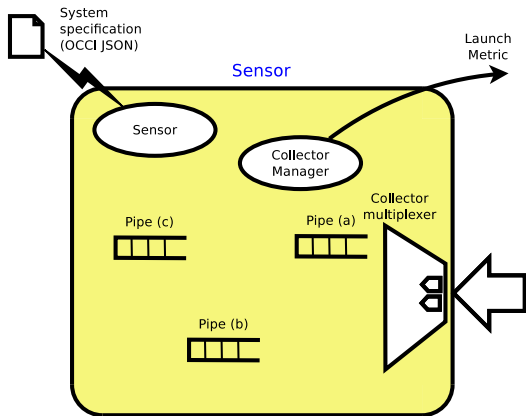 System
specification
(OCCI JSON)
Launch
Metric
Sensor
Sensor
Collector
Manager
Collector
multiplexer
Pipe (c)
Pipe (a)
Pipe (b)